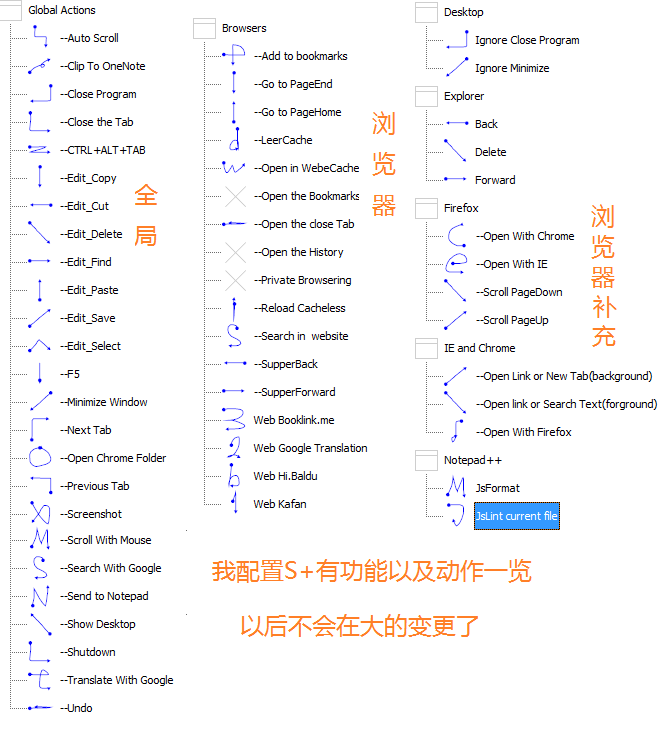 Global Actions
--Auto Scroll
--Clip To OneNote
--Close Program
--Close the Tab
--CTRL+ALT+TAB
--Edit_Copy
--Edit_Cut
--Edit_Delete
--Edit_Find
--Edit_Paste
--Edit_Save
--Edit_Select
--F5
--Minimize Window
--Next Tab
--Open Chrome Folder
--Previous Tab
--Screenshot
--Scroll With Mouse
--Search With Google
--Send to Notepad
--Show Desktop
--Shutdown
--Translate With Google
--Undo
全局
Browsers
--Add to bookmarks
--Go to PageEnd
--Go to PageHome
--LeerCache
--Open in WebeCache
--Open the Bookmarks
--Open the close Tab
--Open the History
--Private Browsering
--Reload Cacheless
--Search in website
--SupperBack
--SupperForward
Web Booklink.me
Web Google Translation
Web Hi.Baldu
Web Kafan
浏览器
Desktop
Ignore Close Program
Ignore Minimize
Explorer
Back
Delete
Forward
Firefox
--Open With Chrome
--Open With IE
--Scroll PageDown
--Scroll PageUp
浏览器补充
IE and Chrome
--Open Link or New Tab(background)
--Open link or Search Text(forground)
--Open With Firefox
Notepad++
JsFormat
JsLint current file
我配置S+有功能以及动作一览
以后不会在大的变更了